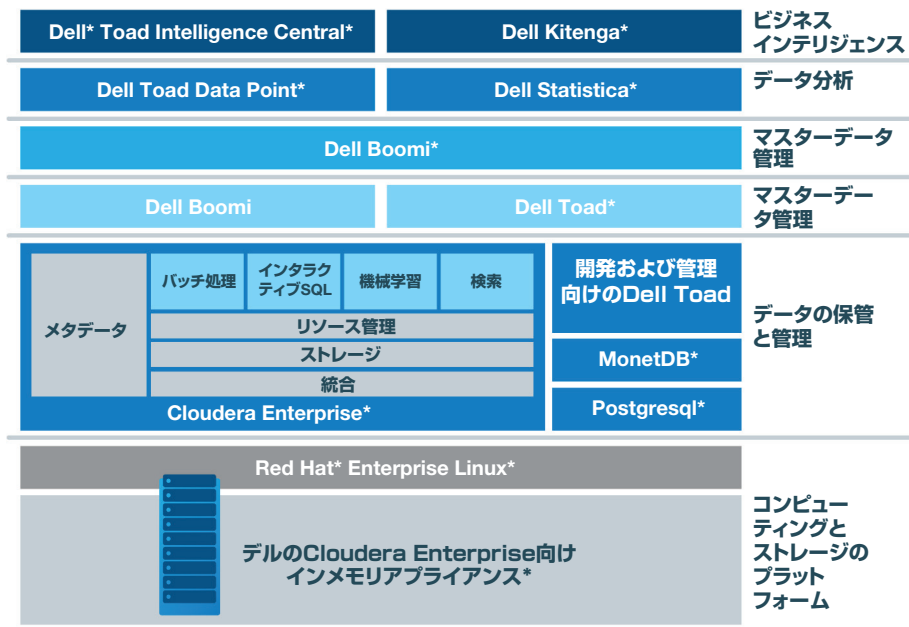 Dell* Toad Intelligence Central*
Dell Kitenga*
ビジネス
インテリジェンス
Dell Toad Data Point*
Dell Statistica*
データ分析
Dell Boomi*
マスターデータ
管理
Dell Boomi
Dell Toad*
マスターデー
タ管理
メタデータ
バッチ処理
インタラク
ティブSQL
機械学習
検索
リソース管理
ストレージ
統合
Cloudera Enterprise*
開発および管理
向けのDell Toad
MonetDB*
Postgresql*
データの保管
と管理
Red Hat* Enterprise Linux*
デルのCloudera Enterprise向け
インメモリアプライアンス*
コンピュー
ティングと
ストレージの
プラット
フォーム